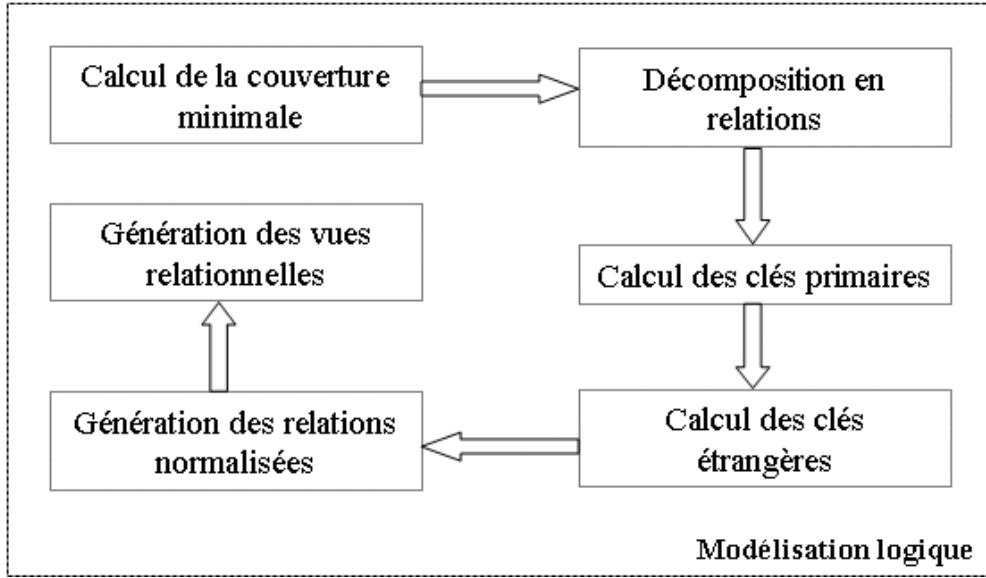 Calcul de la couverture
minimale
Décomposition en
relations
Calcul des clés primaires
Calcul des clés
étrangères
Génération des relations
normalisées
Génération des vues
relationnelles
Modélisation logique